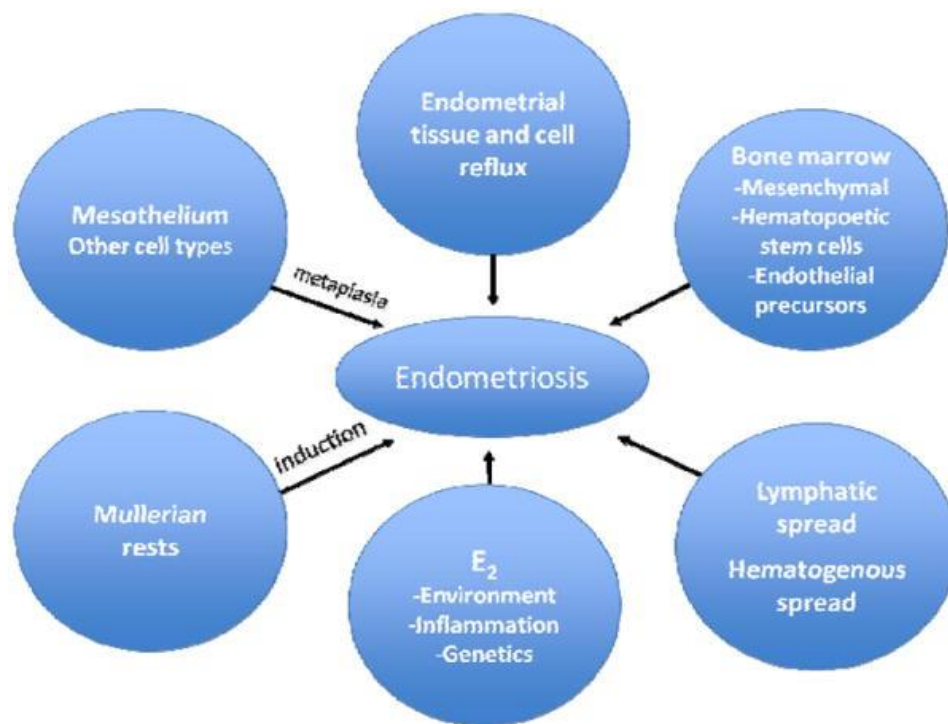 Endometrial
tissue and cell
reflux
Mesothelium
Other cell types
metaplasia
Bone marrow
-Mesenchymal
-Hematopoetic
stem cells
-Endothelial
precursors
Endometriosis
induction
Mullerian
rests
E₂
-Environment
-Inflammation
-Genetics
Lymphatic
spread
Hematogenous
spread